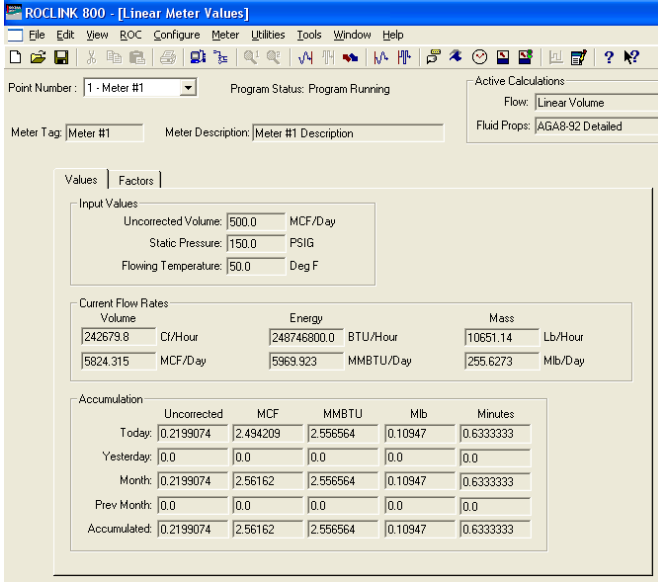 ROCLINK 800 - [Linear Meter Values]
File Edit View ROC Configure Meter Utilities Tools Window Help
Point Number : 1 - Meter #1 Program Status: Program Running
Active Calculations
Flow: Linear Volume
Fluid Props: AGA8-92 Detailed
Meter Tag: Meter #1 Meter Description: Meter #1 Description
Values Factors
Input Values
Uncorrected Volume: 500.0 MCF/Day
Static Pressure: 150.0 PSIG
Flowing Temperature: 50.0 Deg F
Current Flow Rates
Volume Energy Mass
242679.8 Cf/Hour 248746800.0 BTU/Hour 10651.14 Lb/Hour
5824.315 MCF/Day 5969.923 MMBTU/Day 255.6273 Mlb/Day
Accumulation
Uncorrected MCF MMBTU Mlb Minutes
Today: 0.2199074 2.494209 2.556564 0.10947 0.6333333
Yesterday: 0.0 0.0 0.0 0.0 0.0
Month: 0.2199074 2.56162 2.556564 0.10947 0.6333333
Prev Month: 0.0 0.0 0.0 0.0 0.0
Accumulated: 0.2199074 2.56162 2.556564 0.10947 0.6333333